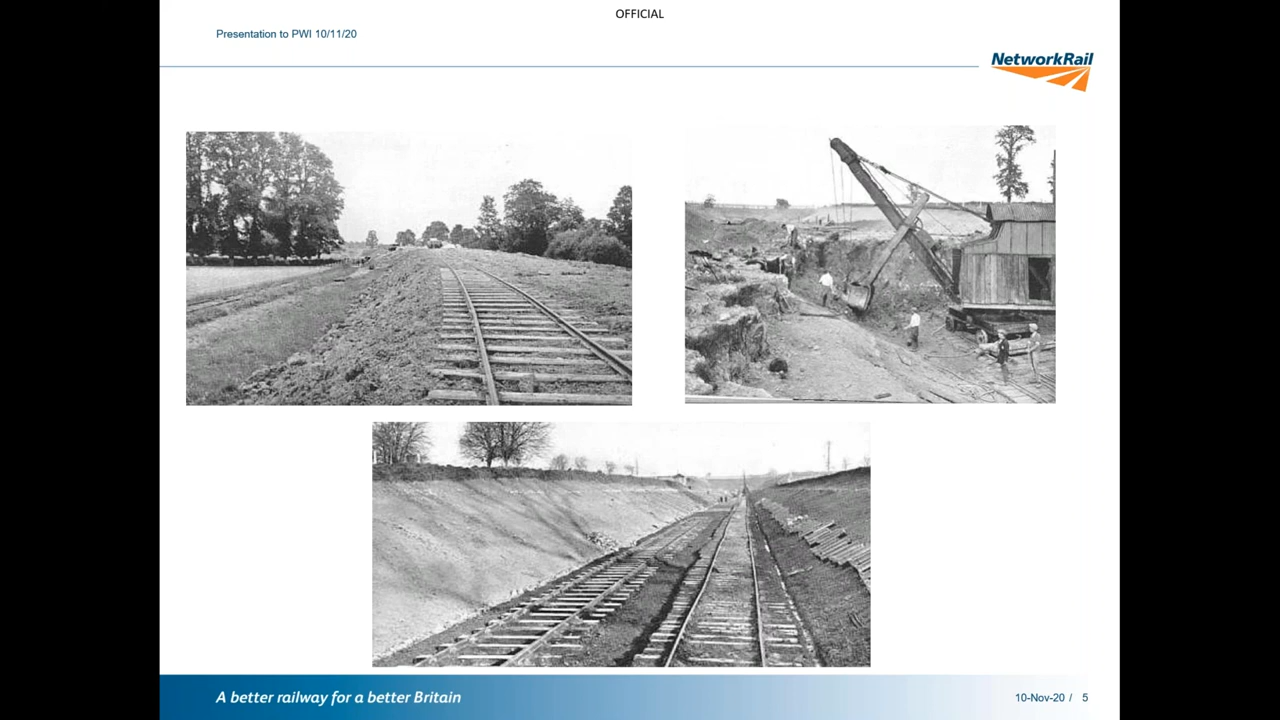 OFFICIAL
Presentation to PWI 10/11/20
NetworkRail
A better railway for a better Britain
10-Nov-20 / 5